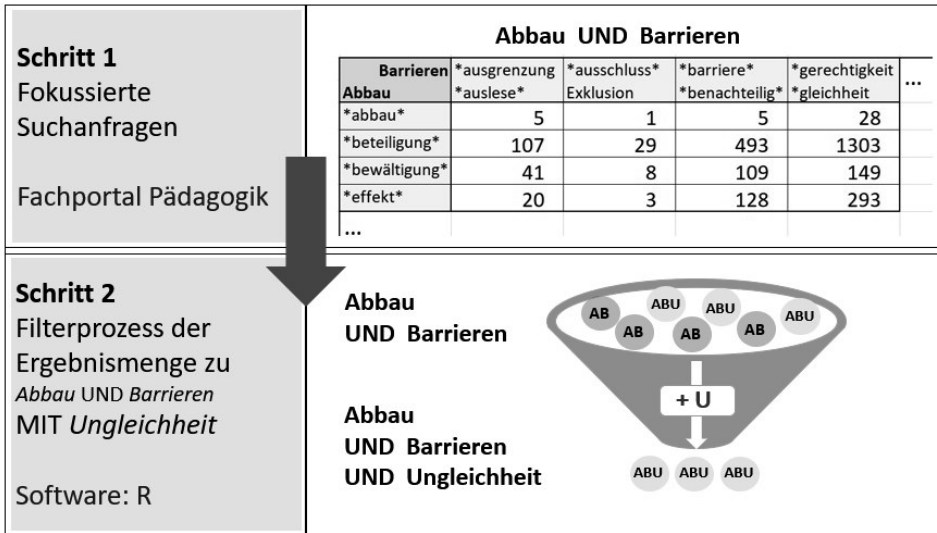 Schritt 1
Fokussierte
Suchanfragen
Fachportal Pädagogik
Abbau UND Barrieren
Barrieren *ausgrenzung *ausschluss* *barriere* *gerechtigkeit ...
Abbau *auslese* Exklusion *benachteilig* *gleichheit
*abbau* 5 1 5 28
*beteiligung* 107 29 493 1303
*bewältigung* 41 8 109 149
*effekt* 20 3 128 293
...
Schritt 2
Filterprozess der
Ergebnismenge zu
Abbau UND Barrieren
MIT Ungleichheit
Software: R
Abbau
UND Barrieren
AB ABU ABU ABU
AB AB AB
+ U
Abbau
UND Barrieren
UND Ungleichheit
ABU ABU ABU